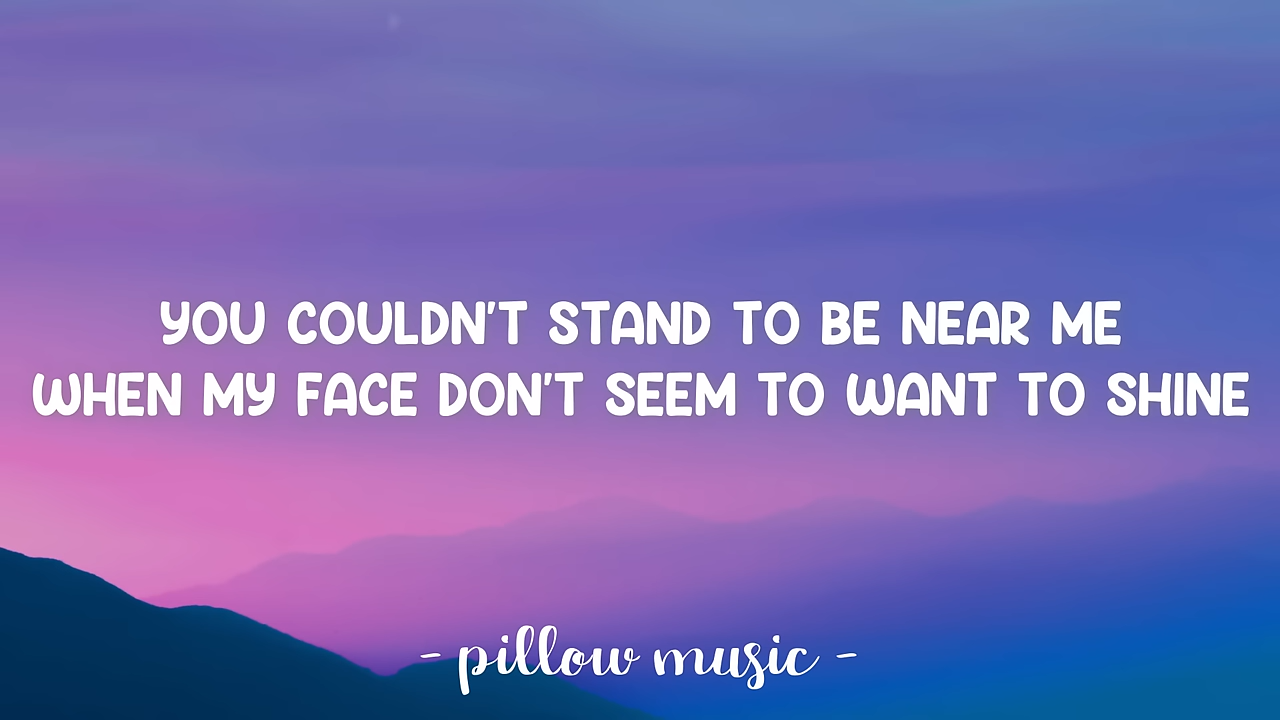 YOU COULDN'T STAND TO BE NEAR ME
WHEN MY FACE DON'T SEEM TO WANT TO SHINE
- pillow music -